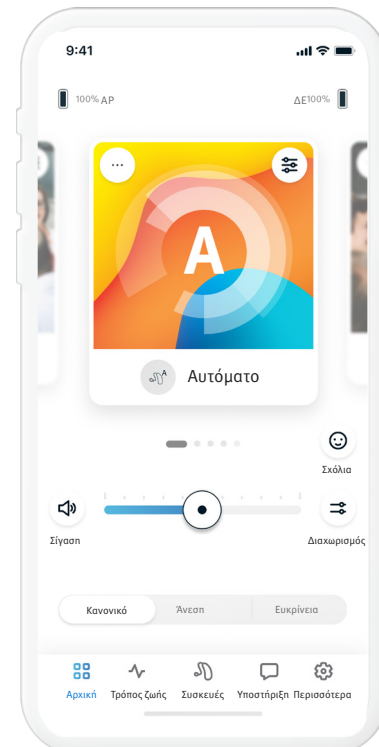 9:41
100% ΑΡ
ΔΕ100%
A
A
Αυτόματο
Σχόλια
Σίγαση
Διαχωρισμός
Κανονικό
Άνεση
Ευκρίνεια
Αρχική
Τρόπος ζωής
Συσκευές
Υποστήριξη
Περισσότερα